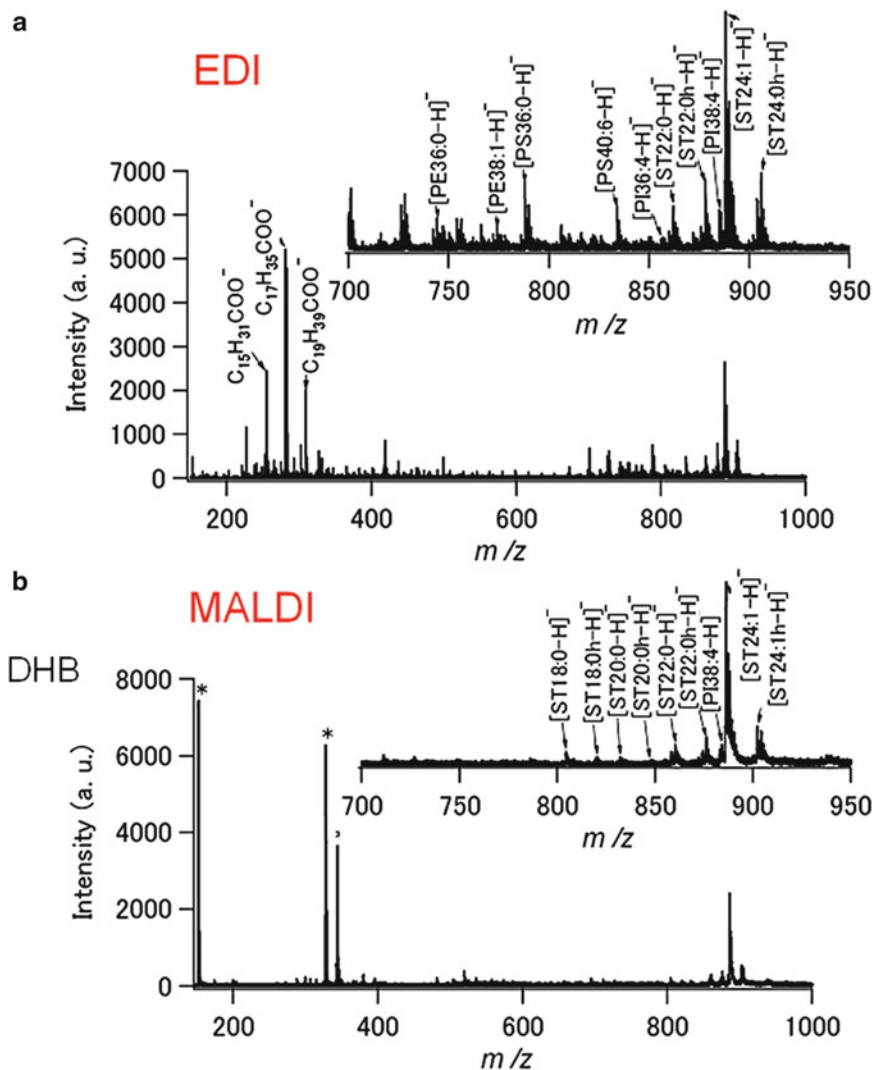 a
EDI
[PE36:0-H]⁻
[PE38:1-H]⁻
[PS36:0-H]⁻
[PS40:6-H]⁻
[PI36:4-H]⁻
[ST22:0-H]⁻
[ST22:0h-H]⁻
[PI38:4-H]⁻
[ST24:1-H]⁻
[ST24:0h-H]⁻
700 750 800 850 900 950
m/z
Intensity (a. u.)
7000
6000
5000
4000
3000
2000
1000
0
C₁₅H₃₁COO⁻
C₁₇H₃₅COO⁻
C₁₉H₃₉COO⁻
200 400 600 800 1000
m/z
b
MALDI
DHB
[ST18:0-H]⁻
[ST18:0h-H]⁻
[ST20:0-H]⁻
[ST20:0h-H]⁻
[ST22:0-H]⁻
[ST22:0h-H]⁻
[PI38:4-H]⁻
[ST24:1-H]⁻
[ST24:1h-H]⁻
700 750 800 850 900 950
m/z
Intensity (a. u.)
8000
6000
4000
2000
0
*
*
200 400 600 800 1000
m/z